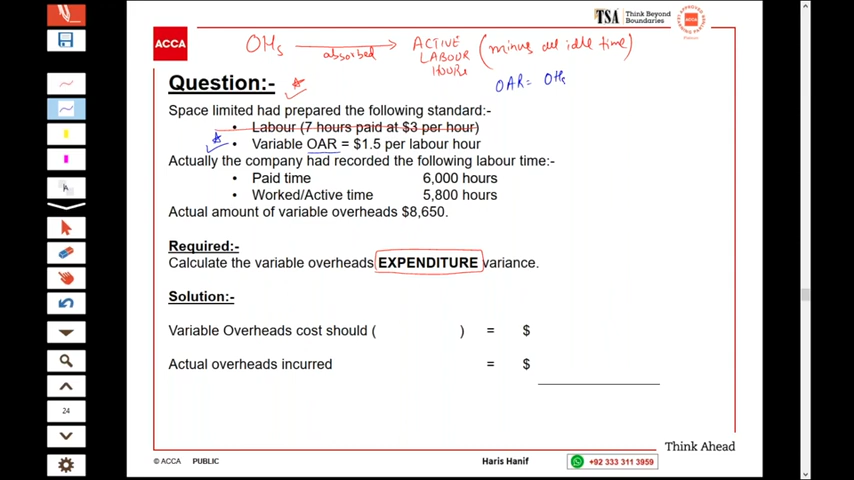 TSA Think Beyond Boundaries
ACCA
OHs absorbed ACTIVE LABOUR HOURS (minus all idle time)
OAR= OHs
Question:-
Space limited had prepared the following standard:-
• Labour (7 hours paid at $3 per hour)
• Variable OAR = $1.5 per labour hour
Actually the company had recorded the following labour time:-
• Paid time 6,000 hours
• Worked/Active time 5,800 hours
Actual amount of variable overheads $8,650.
Required:-
Calculate the variable overheads EXPENDITURE variance.
Solution:-
Variable Overheads cost should ( ) = $
Actual overheads incurred = $
24
Think Ahead
© ACCA PUBLIC Haris Hanif +92 333 311 3959